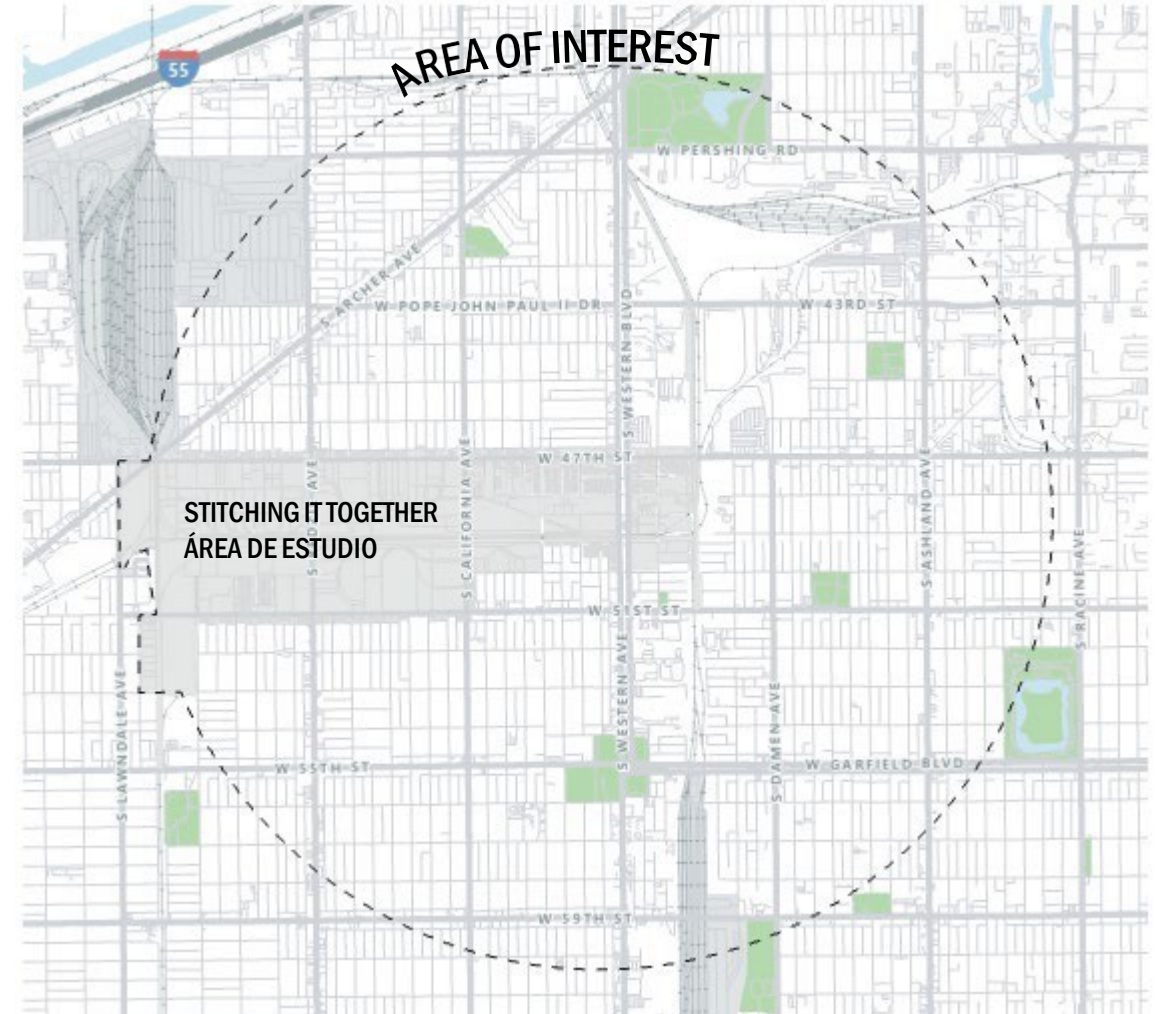 AREA OF INTEREST
55
W PERSHING RD
S ARCHER AVE
W POPE JOHN PAUL II DR
W 43RD ST
S WESTERN BLVD
W 47TH ST
S CALIFORNIA AVE
S ASHLAND AVE
STITCHING IT TOGETHER
ÁREA DE ESTUDIO
S RACINE AVE
W 51ST ST
S LAWNDALE AVE
S WESTERN AVE
S DAMEN AVE
W 55TH ST
W GARFIELD BLVD
W 59TH ST